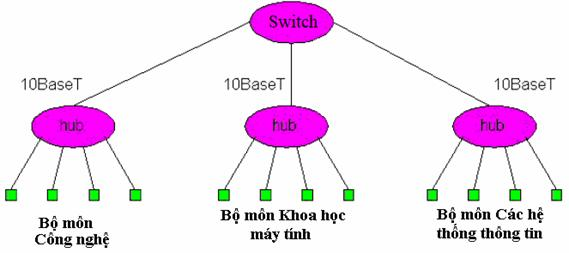 Switch
10BaseT
10BaseT
10BaseT
hub
hub
hub
Bộ môn
Công nghệ
Bộ môn Khoa học
máy tính
Bộ môn Các hệ
thống thông tin